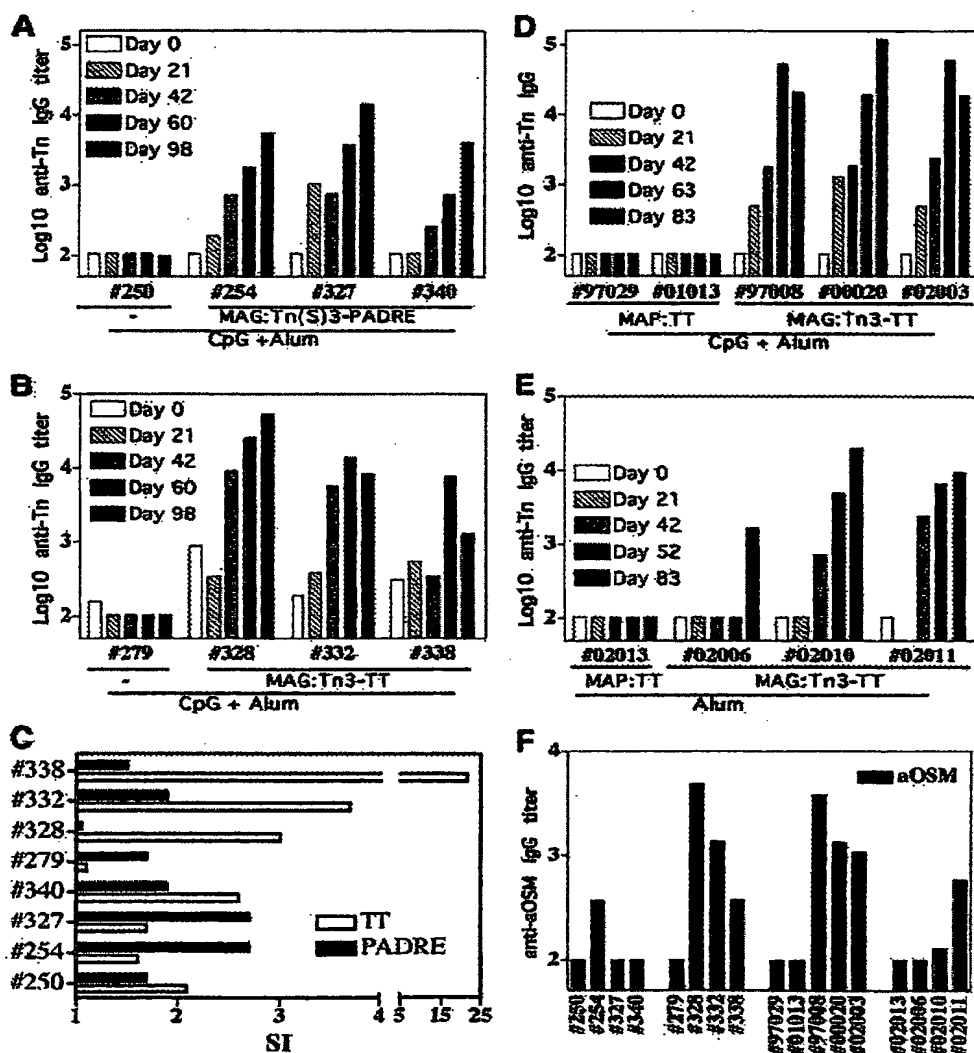 A
Log10 anti-Tn IgG titer
5
4
3
2
Day 0
Day 21
Day 42
Day 60
Day 98
#250 #254 #327 #340
- MAG:Tn(S)3-PADRE
CpG +Alum
B
Log10 anti-Tn IgG titer
5
4
3
2
Day 0
Day 21
Day 42
Day 60
Day 98
#279 #328 #332 #338
- MAG:Tn3-TT
CpG + Alum
C
#338
#332
#328
#279
#340
#327
#254
#250
TT
PADRE
1 2 3 4 5 25
SI
D
Log10 anti-Tn IgG
5
4
3
2
Day 0
Day 21
Day 42
Day 63
Day 83
#97029 #01013 #97008 #00020 #02003
MAP:TT MAG:Tn3-TT
CpG + Alum
E
Log10 anti-Tn IgG titer
5
4
3
2
Day 0
Day 21
Day 42
Day 52
Day 83
#02013 #02006 #02010 #02011
MAP:TT MAG:Tn3-TT
Alum
F
anti-aOSM IgG titer
4
3
2
aOSM
#250 #254 #327 #340 #279 #328 #332 #338 #97029 #01013 #97008 #00020 #02003 #02013 #02006 #02010 #02011